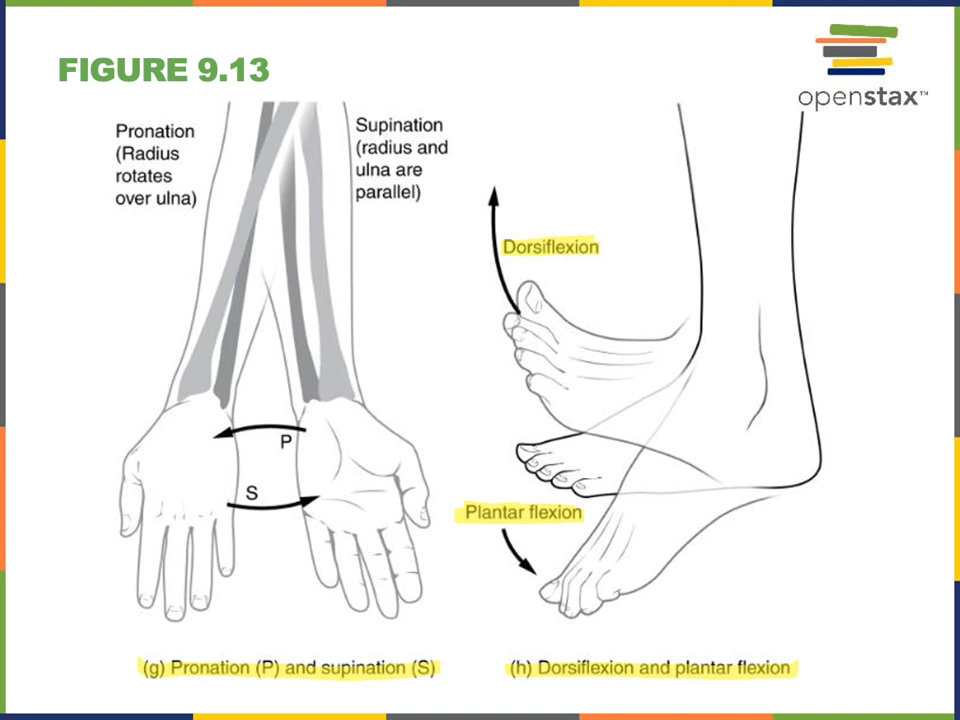 FIGURE 9.13
openstax™
Pronation
(Radius
rotates
over ulna)
Supination
(radius and
ulna are
parallel)
Dorsiflexion
P
S
Plantar flexion
(g) Pronation (P) and supination (S)
(h) Dorsiflexion and plantar flexion